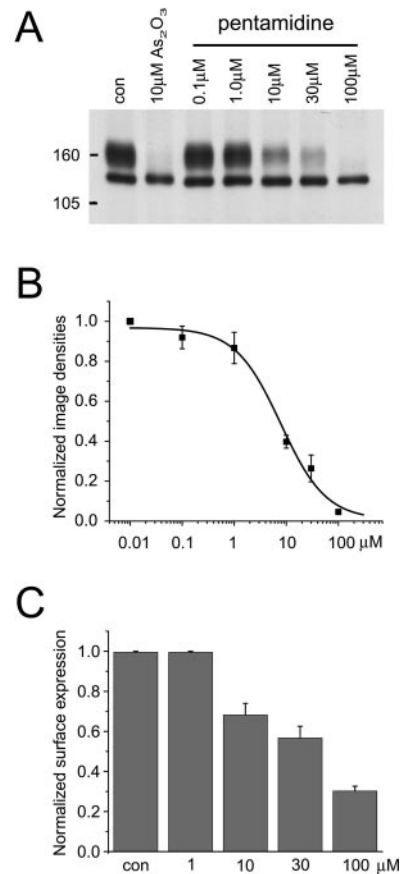 A
pentamidine
con
10µM As₂O₃
0.1µM
1.0µM
10µM
30µM
100µM
160
105
B
Normalized image densities
1.0
0.8
0.6
0.4
0.2
0.0
0.01 0.1 1 10 100 µM
C
Normalized surface expression
1.0
0.8
0.6
0.4
0.2
0.0
con 1 10 30 100 µM